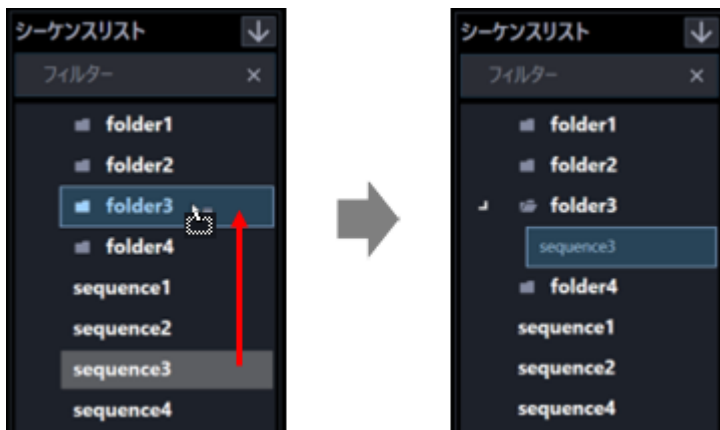 シーケンスリスト
フィルター
folder1
folder2
folder3
folder4
sequence1
sequence2
sequence3
sequence4
シーケンスリスト
フィルター
folder1
folder2
folder3
sequence3
folder4
sequence1
sequence2
sequence4